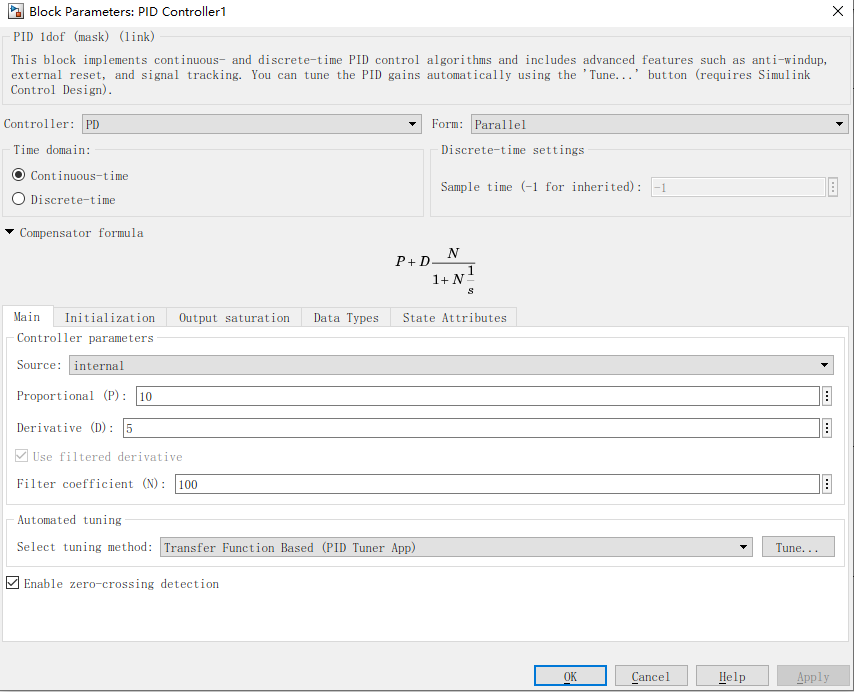 Block Parameters: PID Controller1
PID 1dof (mask) (link)
This block implements continuous- and discrete-time PID control algorithms and includes advanced features such as anti-windup,
external reset, and signal tracking. You can tune the PID gains automatically using the 'Tune...' button (requires Simulink
Control Design).
Controller: PD Form: Parallel
Time domain: Discrete-time settings
Continuous-time
Sample time (-1 for inherited): -1
Discrete-time
Compensator formula
P + D N
1 + N 1
s
Main Initialization Output saturation Data Types State Attributes
Controller parameters
Source: internal
Proportional (P): 10
Derivative (D): 5
Use filtered derivative
Filter coefficient (N): 100
Automated tuning
Select tuning method: Transfer Function Based (PID Tuner App) Tune...
Enable zero-crossing detection
OK Cancel Help Apply